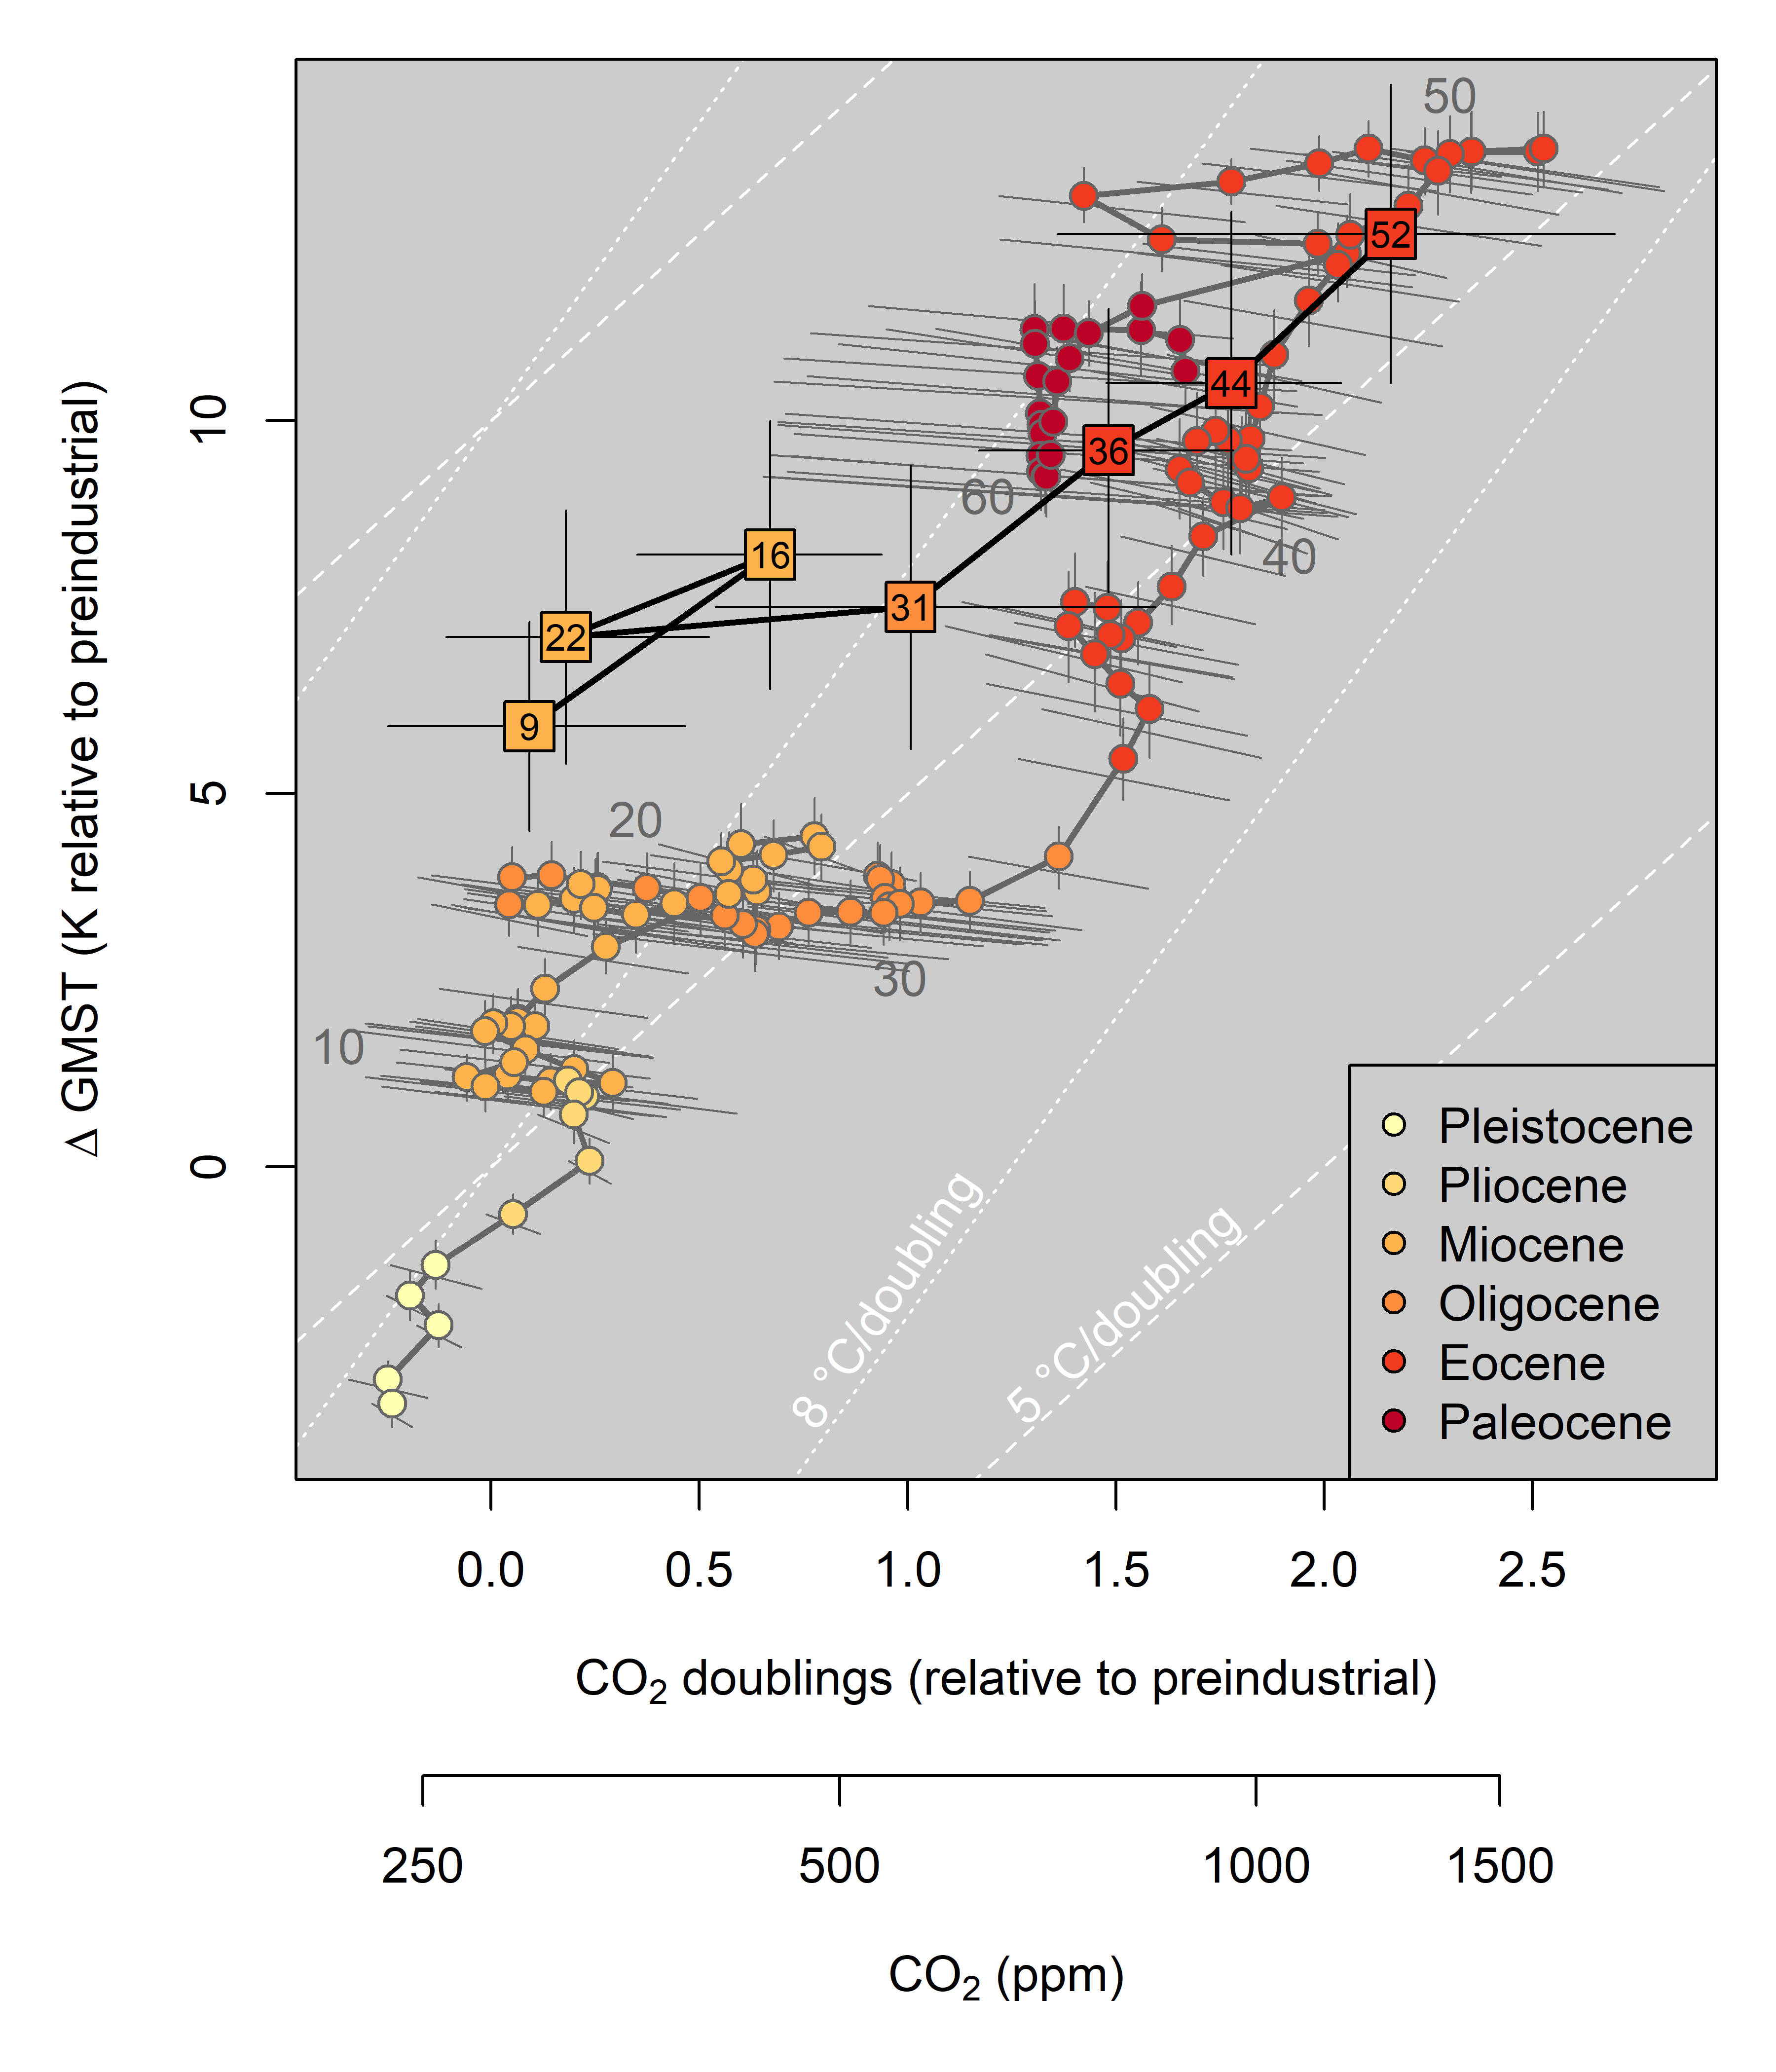 Δ GMST (K relative to preindustrial)
10
5
0
50
52
44
36
60
40
16
31
22
9
20
30
10
8 °C/doubling
5 °C/doubling
Pleistocene
Pliocene
Miocene
Oligocene
Eocene
Paleocene
0.0 0.5 1.0 1.5 2.0 2.5
CO₂ doublings (relative to preindustrial)
250 500 1000 1500
CO₂ (ppm)